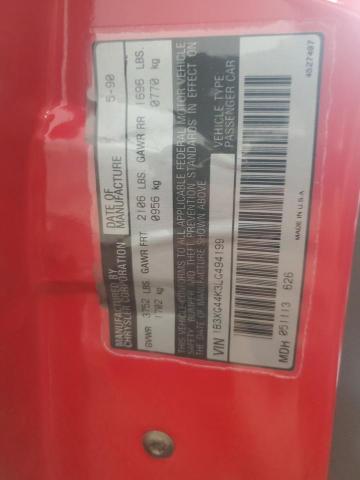 MANUFACTURED BY
CHRYSLER CORPORATION
DATE OF
MANUFACTURE
5-90
GVWR 3752 LBS GAWR FRT 2106 LBS GAWR RR 1696 LBS.
1702 kg 0956 kg 0770 kg
THIS VEHICLE CONFORMS TO ALL APPLICABLE FEDERAL MOTOR VEHICLE
SAFETY, BUMPER AND THEFT PREVENTION STANDARDS IN EFFECT ON
THE DATE OF MANUFACTURE SHOWN ABOVE.
VIN 1B3XG44K3LG494199
VEHICLE TYPE
PASSENGER CAR
MDH 051113 626
MADE IN U.S.A.
4527487